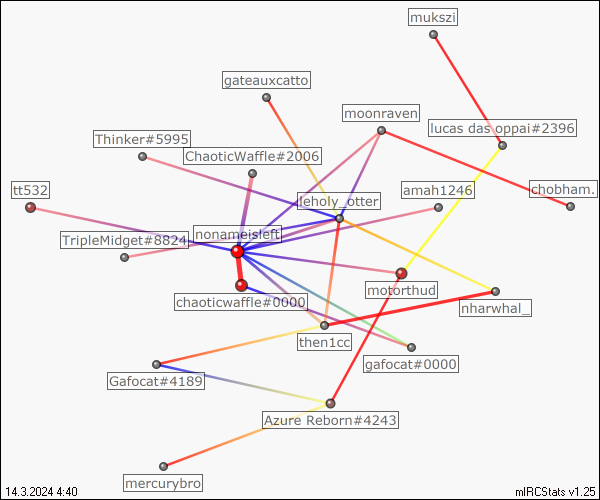 mukszi
gateauxcatto
moonraven
lucas das oppai#2396
Thinker#5995
ChaoticWaffle#2006
tt532
amah1246
chobham.
leholy_otter
TripleMidget#8824
nonameisleft
motorthud
chaoticwaffle#0000
nharwhal_
then1cc
gafocat#0000
Gafocat#4189
Azure Reborn#4243
mercurybro
14.3.2024 4:40
mIRCStats v1.25